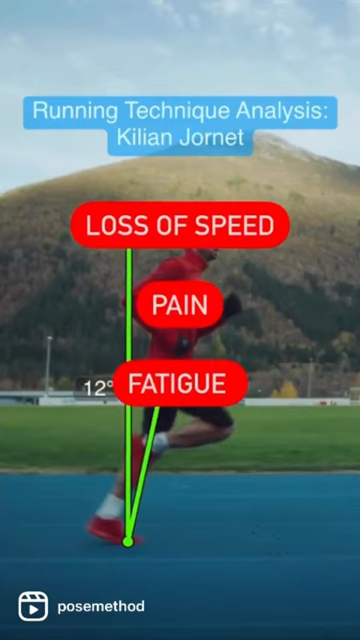 Running Technique Analysis:
Kilian Jornet
LOSS OF SPEED
PAIN
12°
FATIGUE
posemethod